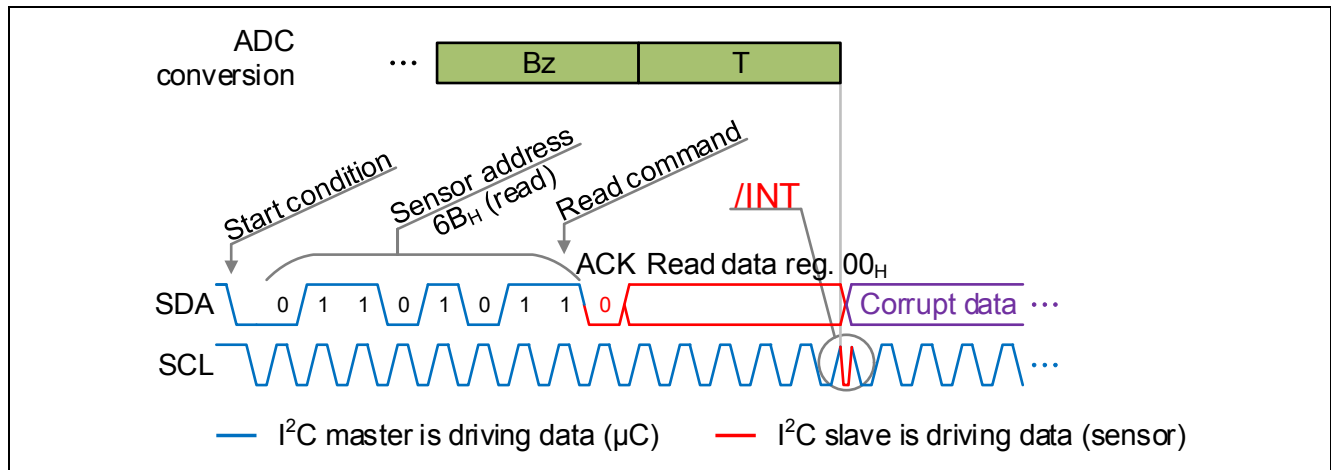 ADC
conversion
... Bz T
Start condition
Sensor address
6BH (read)
Read command
/INT
ACK Read data reg. 00H
SDA 0 1 1 0 1 0 1 1 0 Corrupt data ...
SCL ...
I2C master is driving data (µC) I2C slave is driving data (sensor)